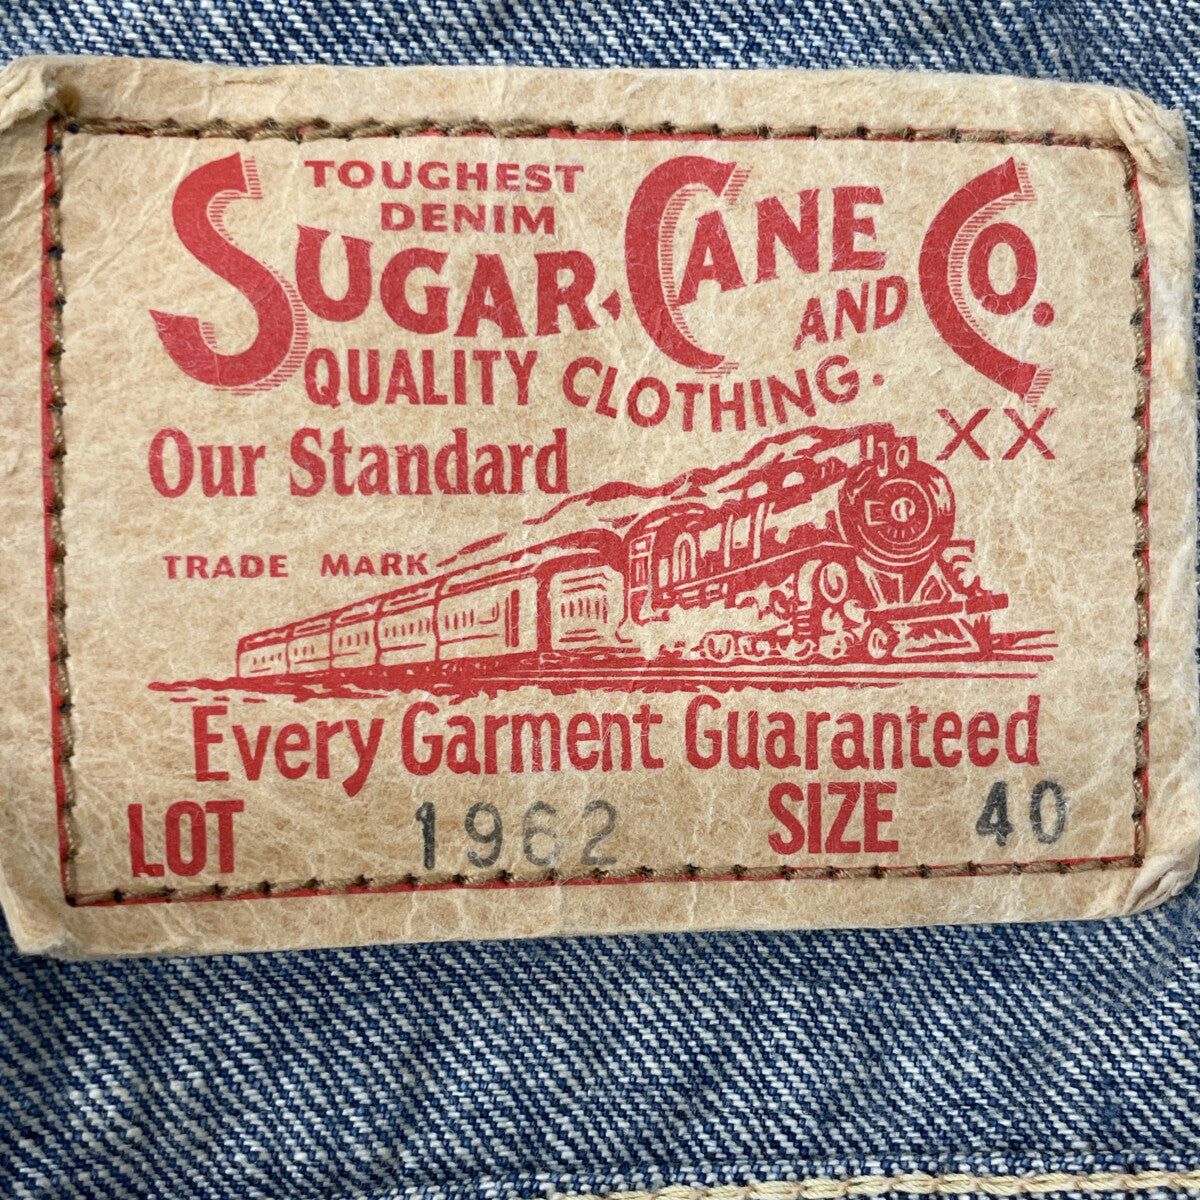 TOUGHEST
DENIM
SUGAR CANE AND CO.
QUALITY CLOTHING.
XX
Our Standard
TRADE MARK
Every Garment Guaranteed
LOT 1962 SIZE 40